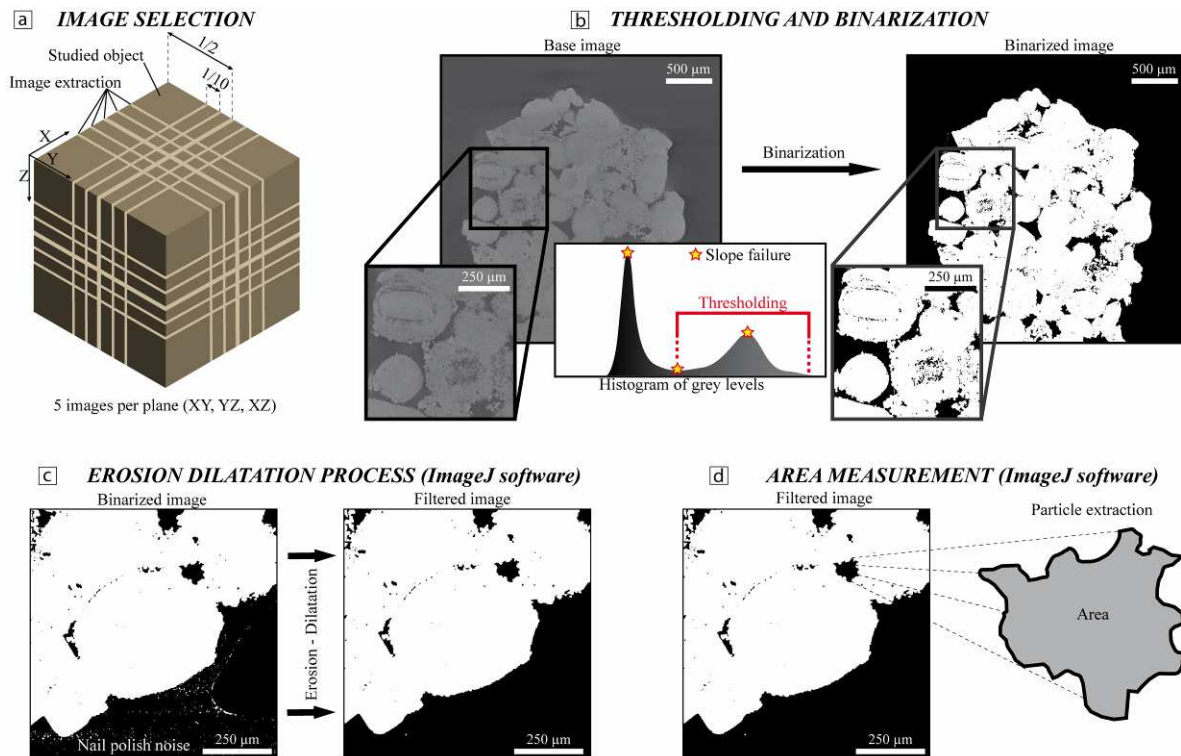 a IMAGE SELECTION
1/2
Studied object
1/10
Image extraction
X
Y
Z
5 images per plane (XY, YZ, XZ)
b THRESHOLDING AND BINARIZATION
Base image
500 µm
Binarization
Binarized image
500 µm
250 µm
Slope failure
Thresholding
Histogram of grey levels
250 µm
c EROSION DILATATION PROCESS (ImageJ software)
Binarized image
Nail polish noise
250 µm
Erosion - Dilatation
Filtered image
250 µm
d AREA MEASUREMENT (ImageJ software)
Filtered image
250 µm
Particle extraction
Area